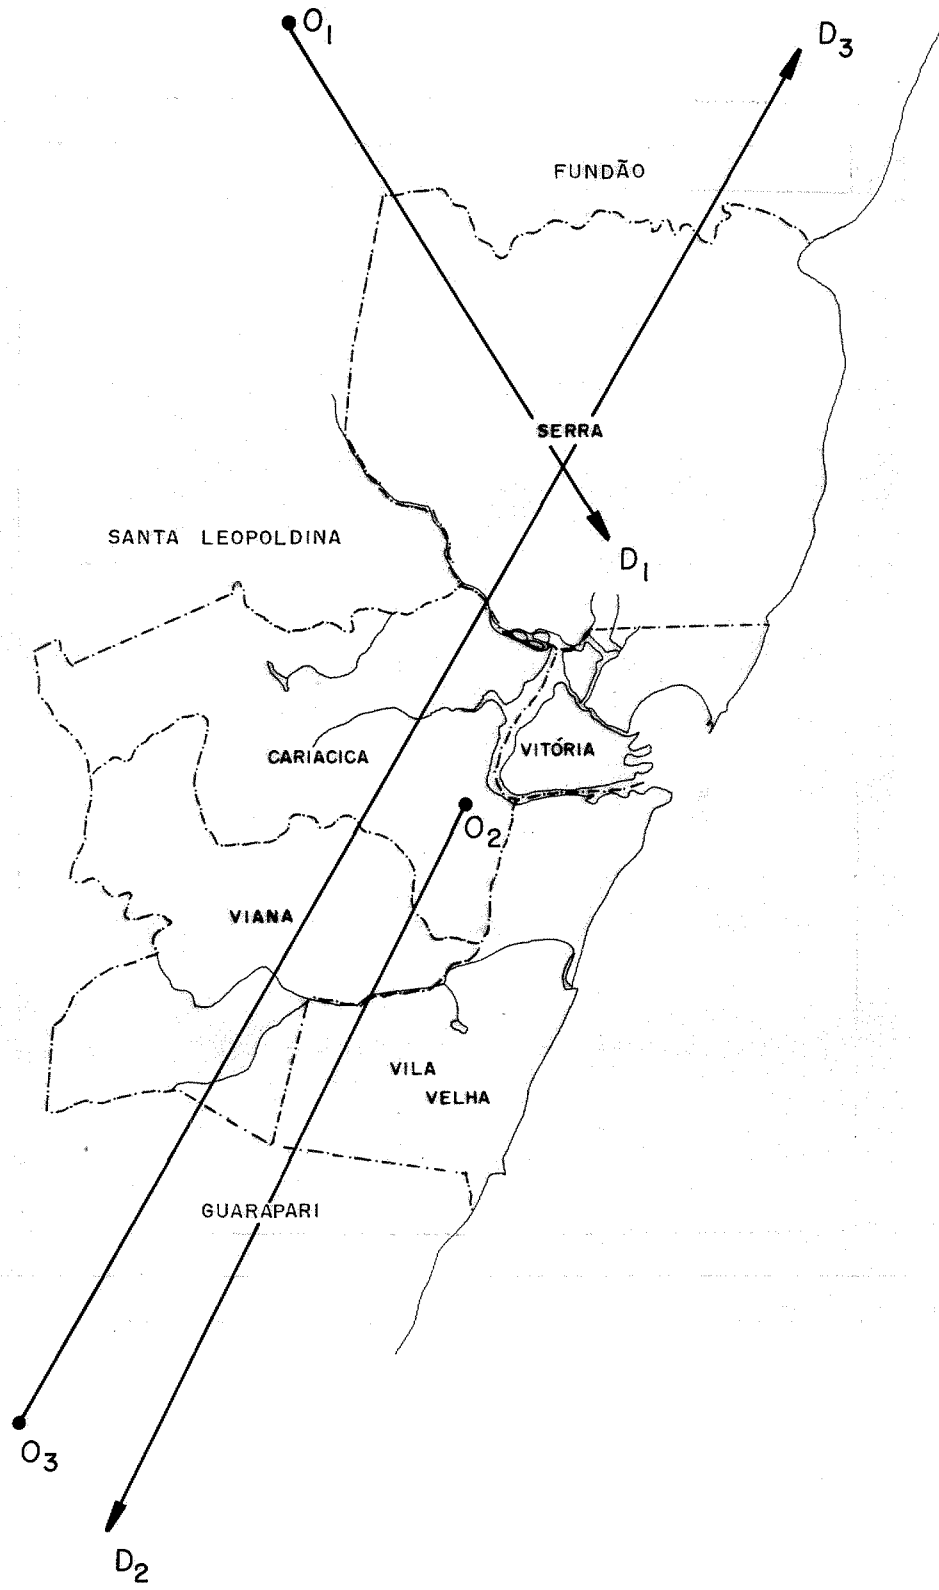 O1
D3
FUNDÃO
SERRA
SANTA LEOPOLDINA
D1
CARIACICA
VITÓRIA
O2
VIANA
VILA
VELHA
GUARAPARI
O3
D2